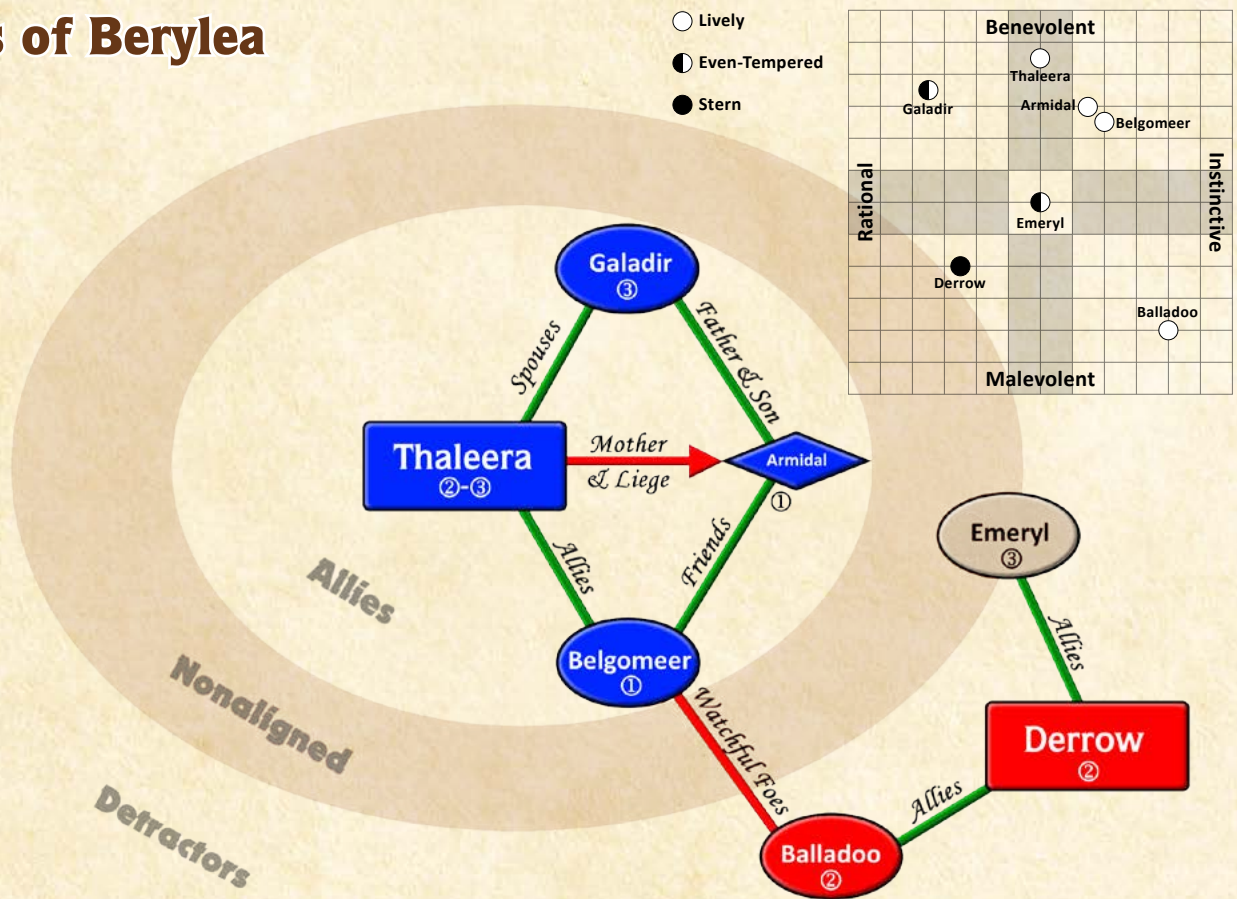 s of Berylea
Lively
Even-Tempered
Stern
Benevolent
Thaleera
Galadir
Armidal
Belgomeer
Rational
Instinctive
Emeryl
Derrow
Balladoo
Malevolent
Galadir
③
Spouses
Father & Son
Thaleera
②-③
Mother
& Liege
Armidal
①
Allies
Friends
Belgomeer
①
Watchful Foes
Emeryl
③
Allies
Derrow
②
Allies
Balladoo
②
Allies
Nonaligned
Detractors